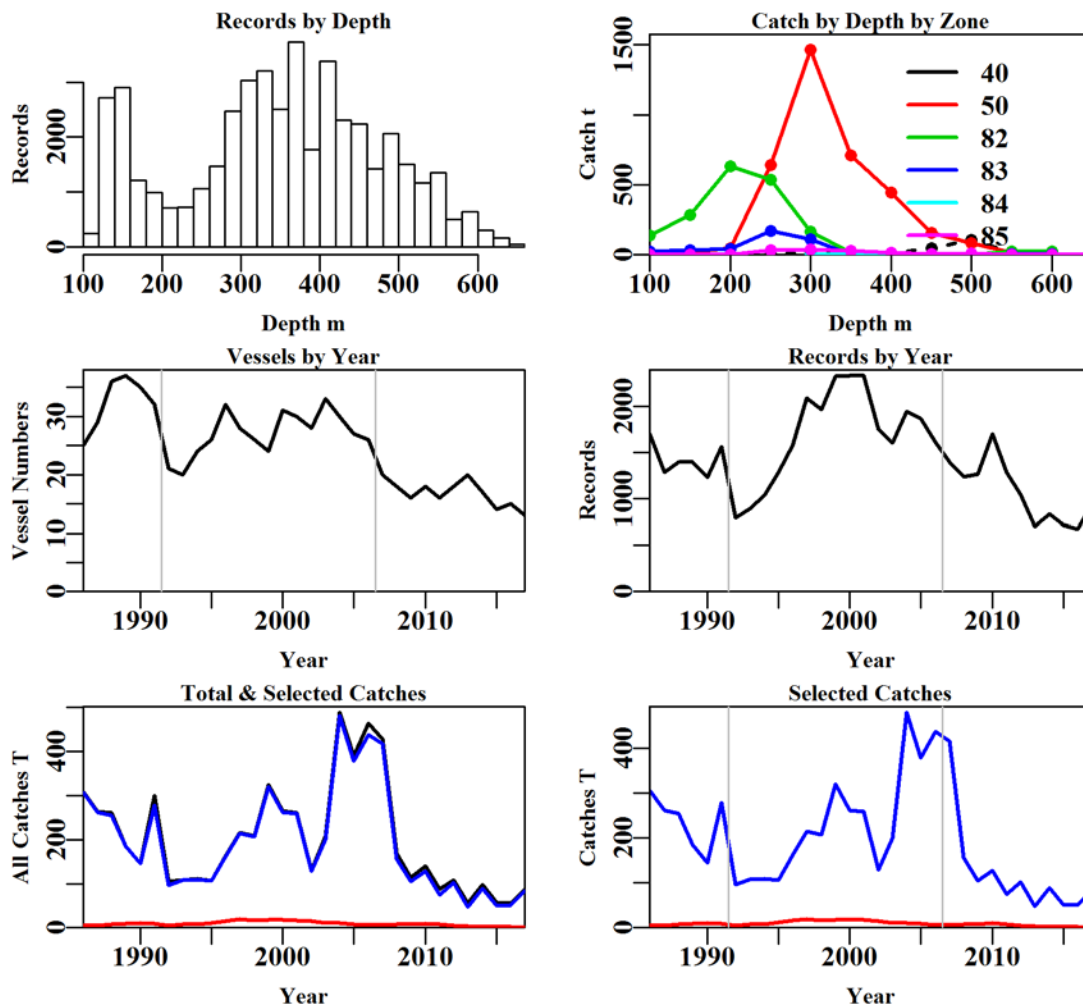 Records by Depth
Records
0
2000
100
200
300
400
500
600
Depth m
Catch by Depth by Zone
Catch t
0
500
1500
40
50
82
83
84
85
100
200
300
400
500
600
Depth m
Vessels by Year
Vessel Numbers
0
10
20
30
1990
2000
2010
Year
Records by Year
Records
0
1000
2000
1990
2000
2010
Year
Total & Selected Catches
All Catches T
0
200
400
1990
2000
2010
Year
Selected Catches
Catches T
0
200
400
1990
2000
2010
Year